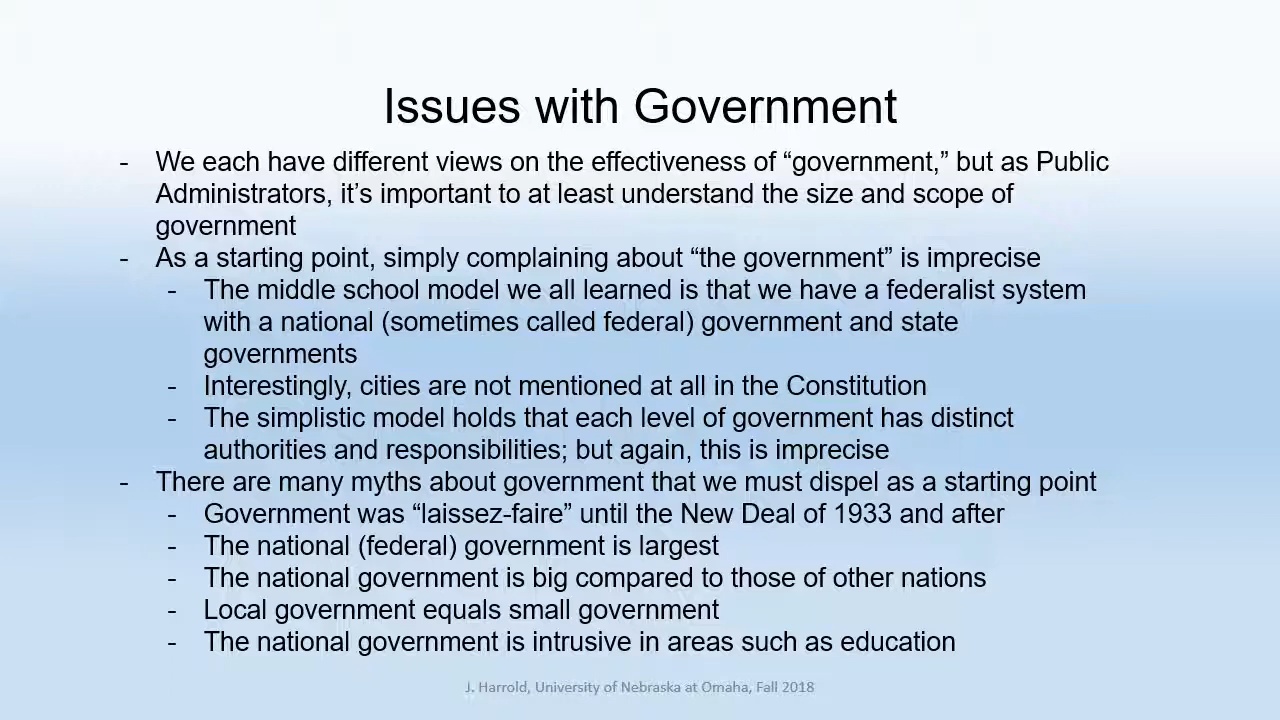 Issues with Government
- We each have different views on the effectiveness of “government,” but as Public
Administrators, it’s important to at least understand the size and scope of
government
- As a starting point, simply complaining about “the government” is imprecise
- The middle school model we all learned is that we have a federalist system
with a national (sometimes called federal) government and state
governments
- Interestingly, cities are not mentioned at all in the Constitution
- The simplistic model holds that each level of government has distinct
authorities and responsibilities; but again, this is imprecise
- There are many myths about government that we must dispel as a starting point
- Government was “laissez-faire” until the New Deal of 1933 and after
- The national (federal) government is largest
- The national government is big compared to those of other nations
- Local government equals small government
- The national government is intrusive in areas such as education
J. Harrold, University of Nebraska at Omaha, Fall 2018